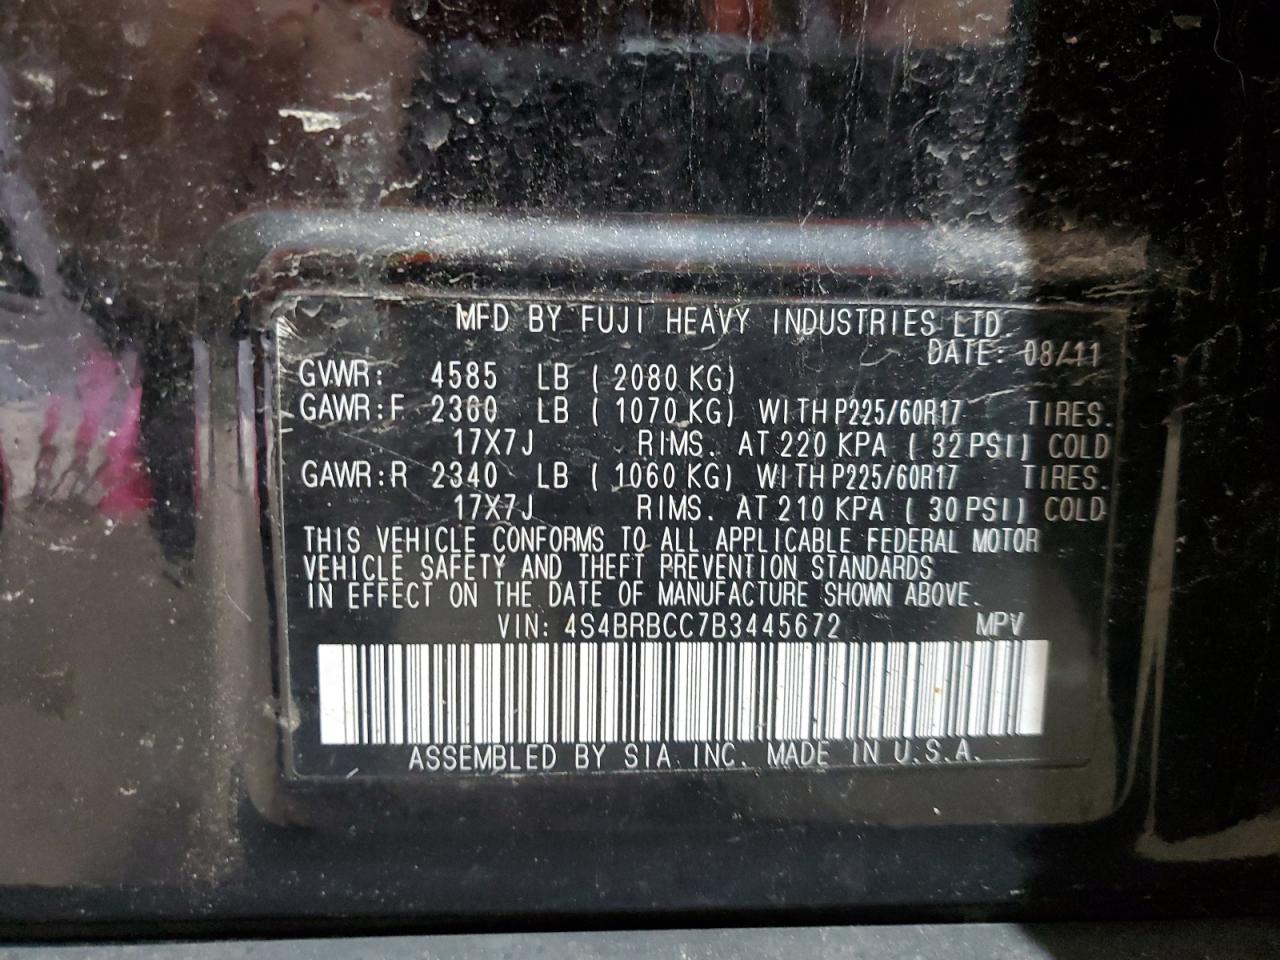 MFD BY FUJI HEAVY INDUSTRIES LTD
DATE: 08/11
GVWR: 4585 LB ( 2080 KG)
GAWR:F 2360 LB ( 1070 KG) WITH P225/60R17 TIRES.
17X7J RIMS. AT 220 KPA ( 32 PSI) COLD
GAWR:R 2340 LB ( 1060 KG) WITH P225/60R17 TIRES.
17X7J RIMS. AT 210 KPA ( 30 PSI) COLD
THIS VEHICLE CONFORMS TO ALL APPLICABLE FEDERAL MOTOR
VEHICLE SAFETY AND THEFT PREVENTION STANDARDS
IN EFFECT ON THE DATE OF MANUFACTURE SHOWN ABOVE.
VIN: 4S4BRBCC7B3445672 MPV
ASSEMBLED BY SIA INC. MADE IN U.S.A.